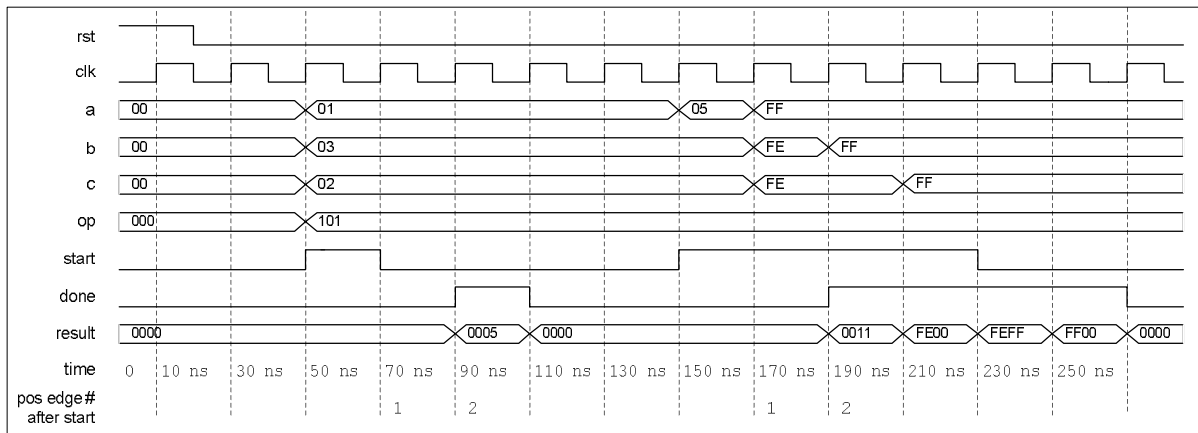 rst
clk
a 00 01 05 FF
b 00 03 FE FF
c 00 02 FE FF
op 000 101
start
done
result 0000 0005 0000 0011 FE00 FEFF FF00 0000
time 0 10 ns 30 ns 50 ns 70 ns 90 ns 110 ns 130 ns 150 ns 170 ns 190 ns 210 ns 230 ns 250 ns
pos edge# 1 2 1 2
after start